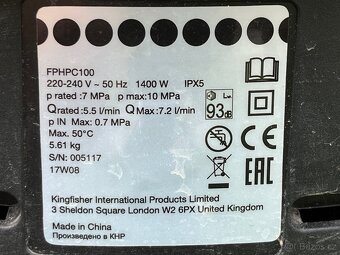 FPHPC100
220-240 V ~ 50 Hz 1400 W IPX5
p rated :7 MPa p max:10 MPa
Qrated:5.5 l/min Q Max:7.2 l/min
p IN Max: 0.7 MPa
Max. 50°C
5.61 kg
S/N: 005117
17W08
LWA
93dB
CE
EAC
Kingfisher International Products Limited
3 Sheldon Square London W2 6PX United Kingdom
Made in China
Произведено в КНР